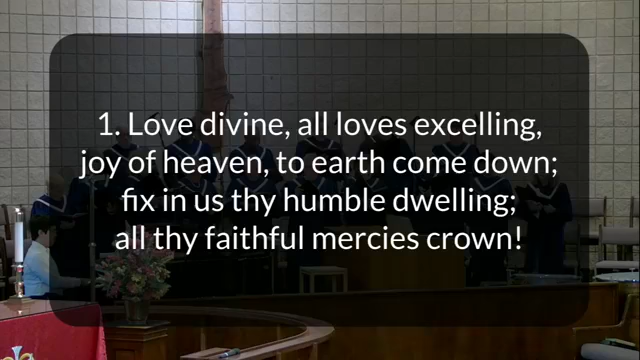 1. Love divine, all loves excelling,
joy of heaven, to earth come down;
fix in us thy humble dwelling;
all thy faithful mercies crown!